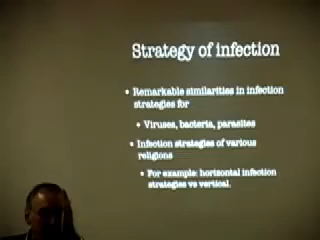 Strategy of infection
• Remarkable similarities in infection
strategies for
• Viruses, bacteria, parasites
• Infection strategies of various
religions
• For example: horizontal infection
strategies vs vertical.